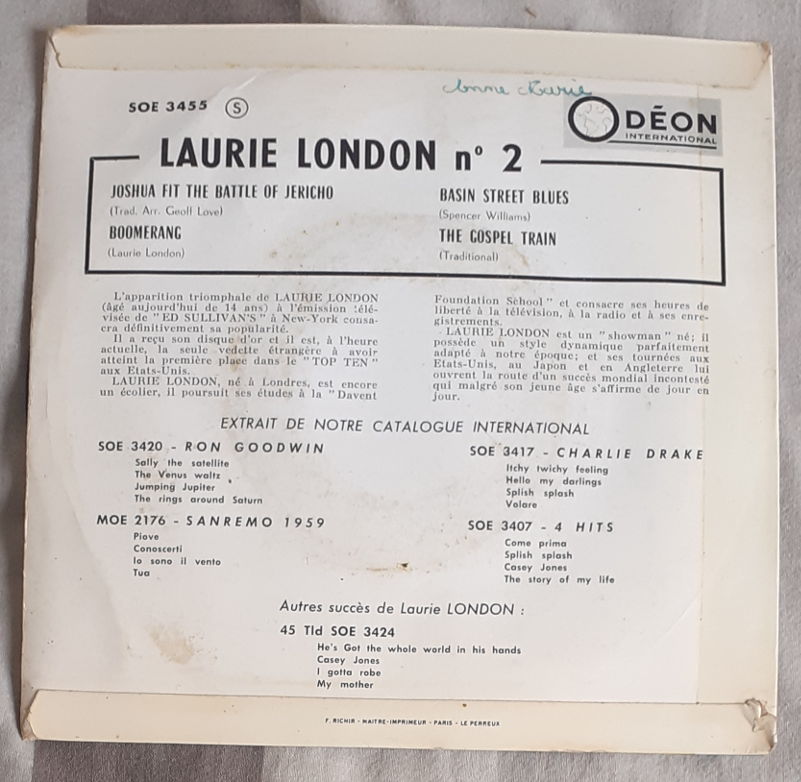 Anne Marie
SOE 3455 S
ODÉON
INTERNATIONAL
LAURIE LONDON nº 2
JOSHUA FIT THE BATTLE OF JERICHO
(Trad. Arr. Geoff Love)
BOOMERANG
(Laurie London)
BASIN STREET BLUES
(Spencer Williams)
THE GOSPEL TRAIN
(Traditional)
L'apparition triomphale de LAURIE LONDON
(âgé aujourd'hui de 14 ans) à l'émission télé-
visée de "ED SULLIVAN'S" à New-York consa-
cra définitivement sa popularité.
Il a reçu son disque d'or et il est, à l'heure
actuelle, la seule vedette étrangère à avoir
atteint la première place dans le "TOP TEN"
aux Etats-Unis.
LAURIE LONDON, né à Londres, est encore
un écolier, il poursuit ses études à la "Davent
Foundation School" et consacre ses heures de
liberté à la télévision, à la radio et à ses enre-
gistrements.
LAURIE LONDON est un "showman" né; il
possède un style dynamique parfaitement
adapté à notre époque; et ses tournées aux
Etats-Unis, au Japon et en Angleterre lui
ouvrent la route d'un succès mondial incontesté
qui malgré son jeune âge s'affirme de jour en
jour.
EXTRAIT DE NOTRE CATALOGUE INTERNATIONAL
SOE 3420 - RON GOODWIN
Sally the satellite
The Venus waltz
Jumping Jupiter
The rings around Saturn
MOE 2176 - SANREMO 1959
Piove
Conoscerti
Io sono il vento
Tua
SOE 3417 - CHARLIE DRAKE
Itchy twichy feeling
Hello my darlings
Splish splash
Volare
SOE 3407 - 4 HITS
Come prima
Splish splash
Casey Jones
The story of my life
Autres succès de Laurie LONDON :
45 Tld SOE 3424
He's Got the whole world in his hands
Casey Jones
I gotta robe
My mother
F. RICHIR - MAITRE-IMPRIMEUR - PARIS - LE PERREUX